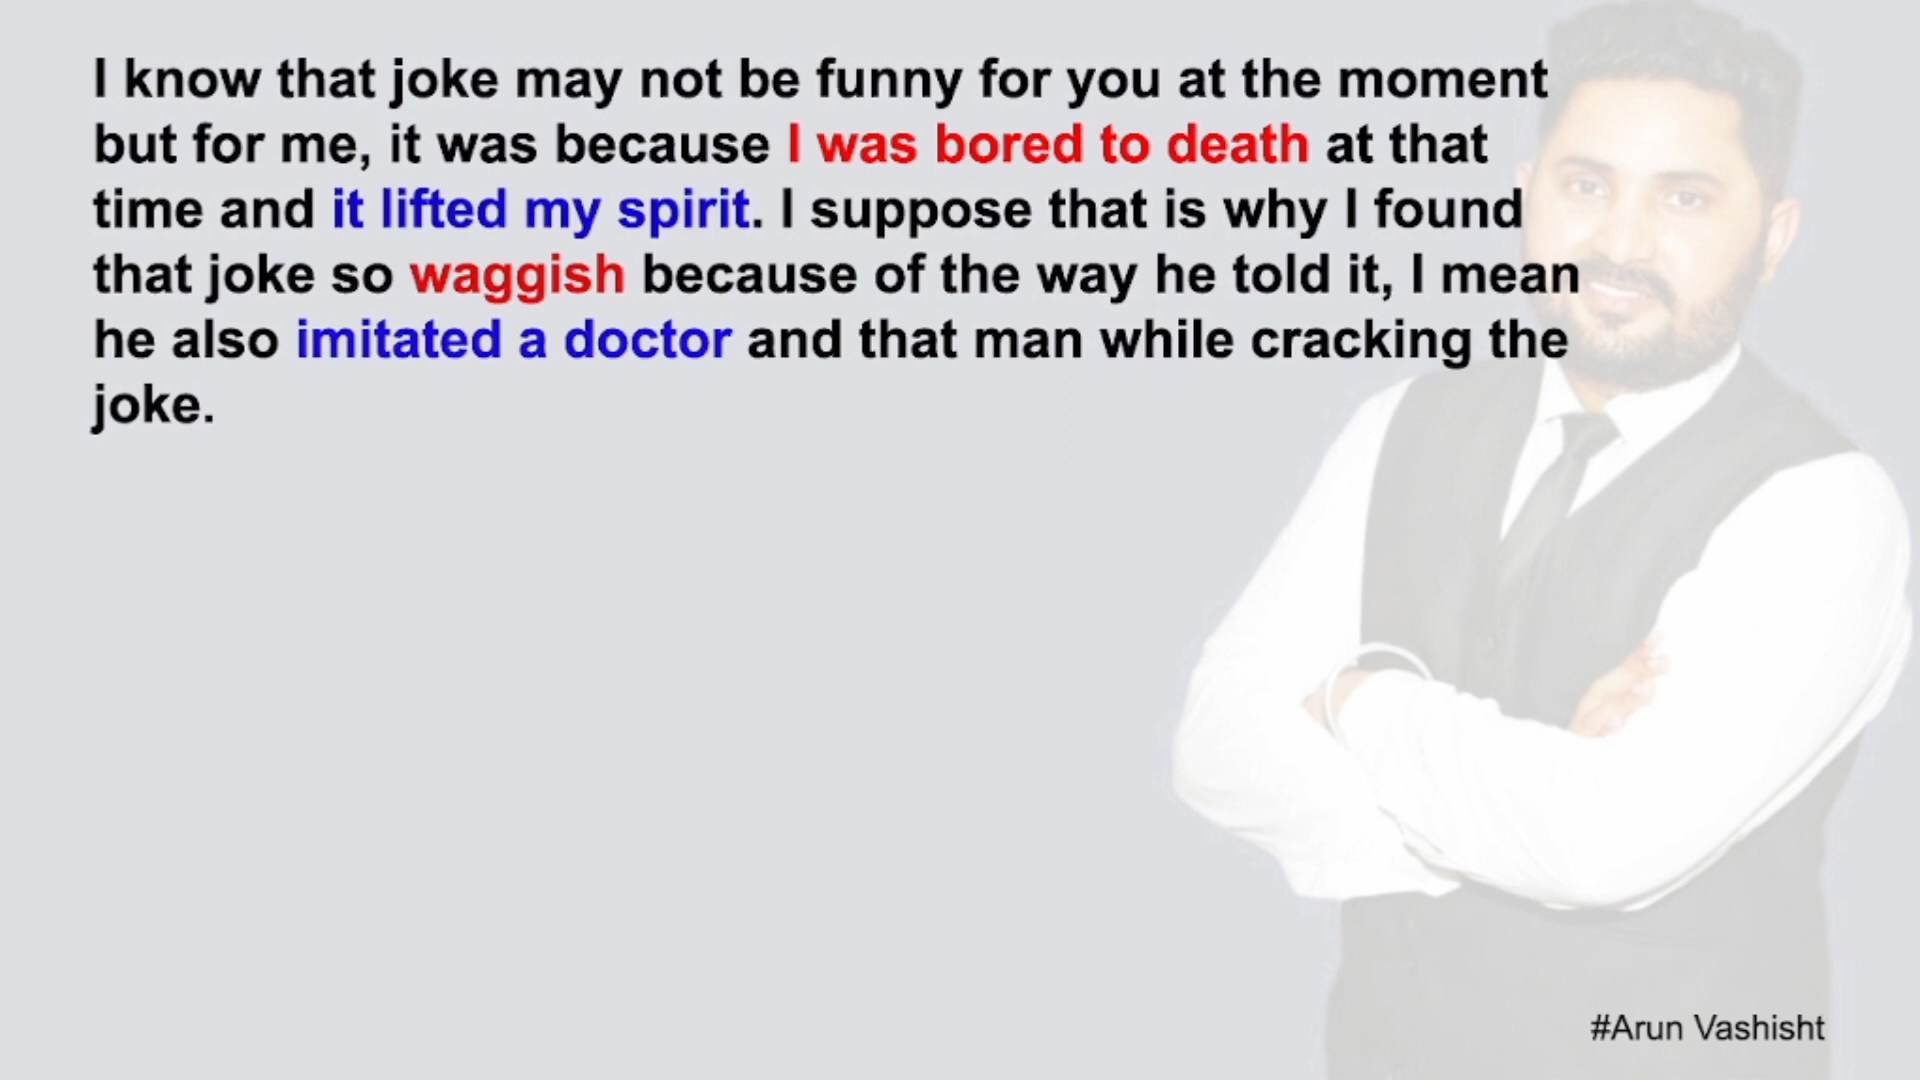 I know that joke may not be funny for you at the moment
but for me, it was because I was bored to death at that
time and it lifted my spirit. I suppose that is why I found
that joke so waggish because of the way he told it, I mean
he also imitated a doctor and that man while cracking the
joke.
#Arun Vashisht